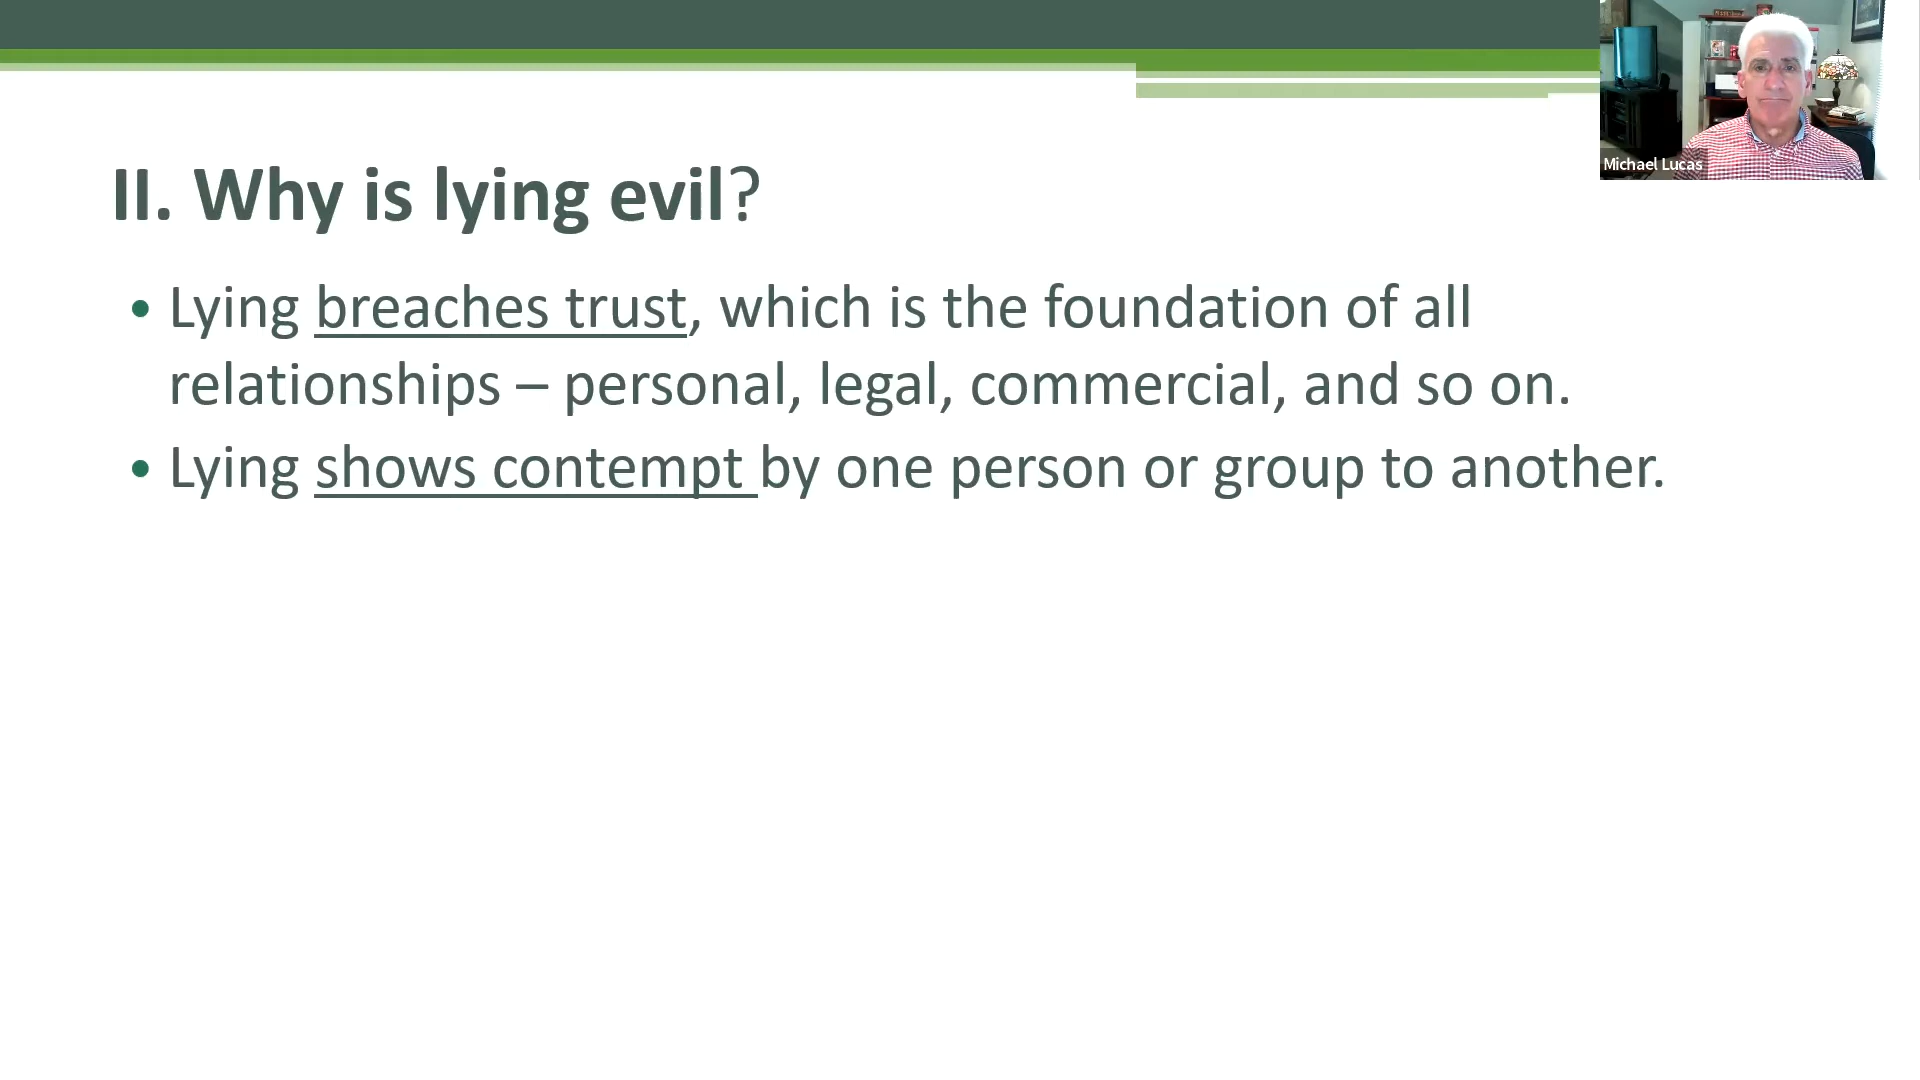 II. Why is lying evil?
• Lying breaches trust, which is the foundation of all
relationships – personal, legal, commercial, and so on.
• Lying shows contempt by one person or group to another.
Michael Lucas